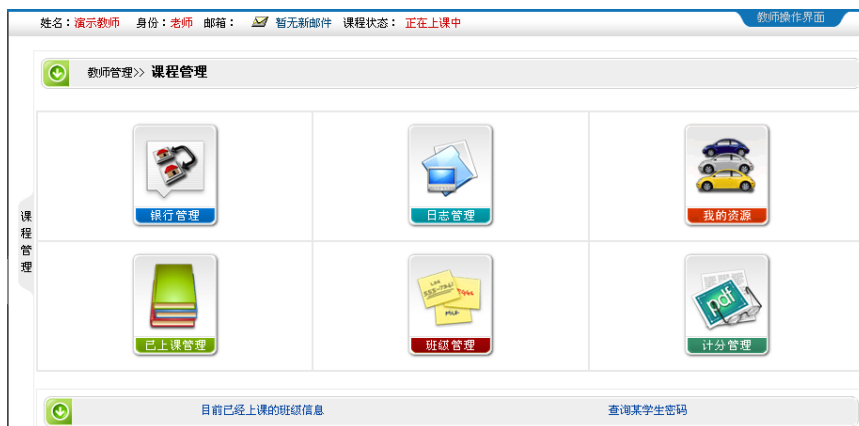 姓名：演示教师 身份：老师 邮箱： 暂无新邮件 课程状态： 正在上课中 教师操作界面
教师管理>> 课程管理
课程管理
银行管理 日志管理 我的资源
已上课管理 班级管理 计分管理
pdf
目前已经上课的班级信息 查询某学生密码